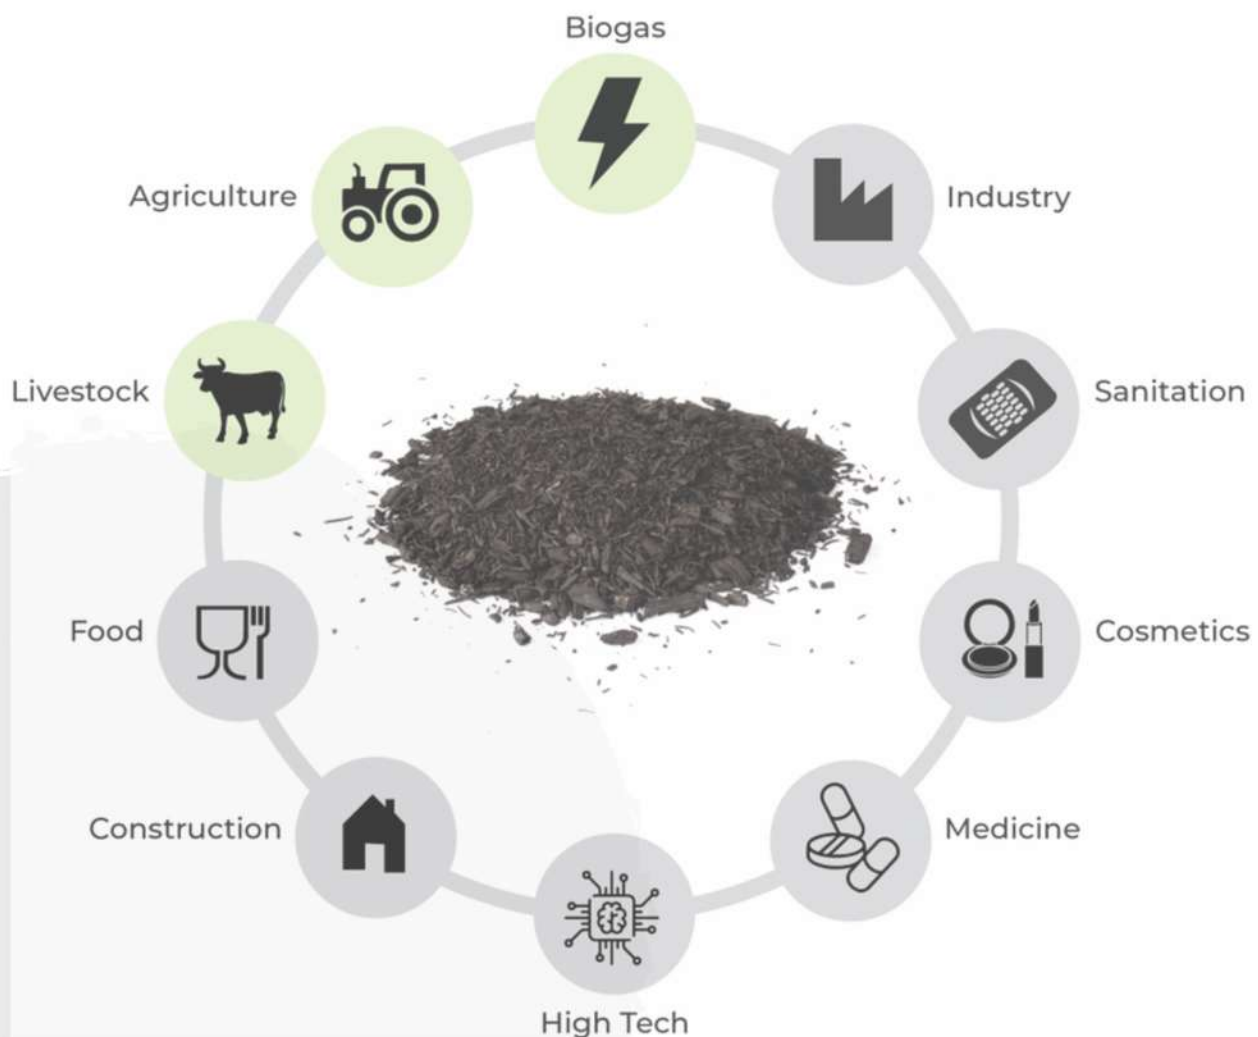 Biogas
Agriculture
Industry
Livestock
Sanitation
Food
Cosmetics
Construction
Medicine
High Tech